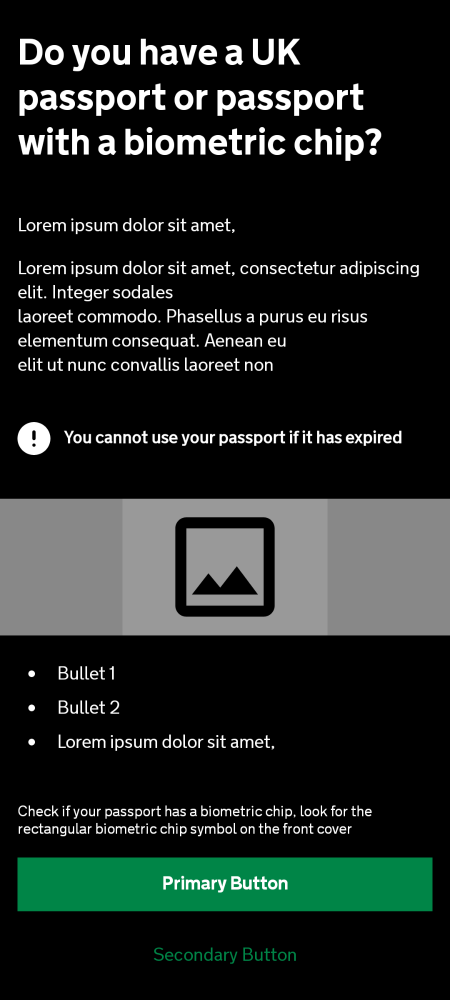 Do you have a UK
passport or passport
with a biometric chip?
Lorem ipsum dolor sit amet,
Lorem ipsum dolor sit amet, consectetur adipiscing
elit. Integer sodales
laoreet commodo. Phasellus a purus eu risus
elementum consequat. Aenean eu
elit ut nunc convallis laoreet non
You cannot use your passport if it has expired
• Bullet 1
• Bullet 2
• Lorem ipsum dolor sit amet,
Check if your passport has a biometric chip, look for the
rectangular biometric chip symbol on the front cover
Primary Button
Secondary Button